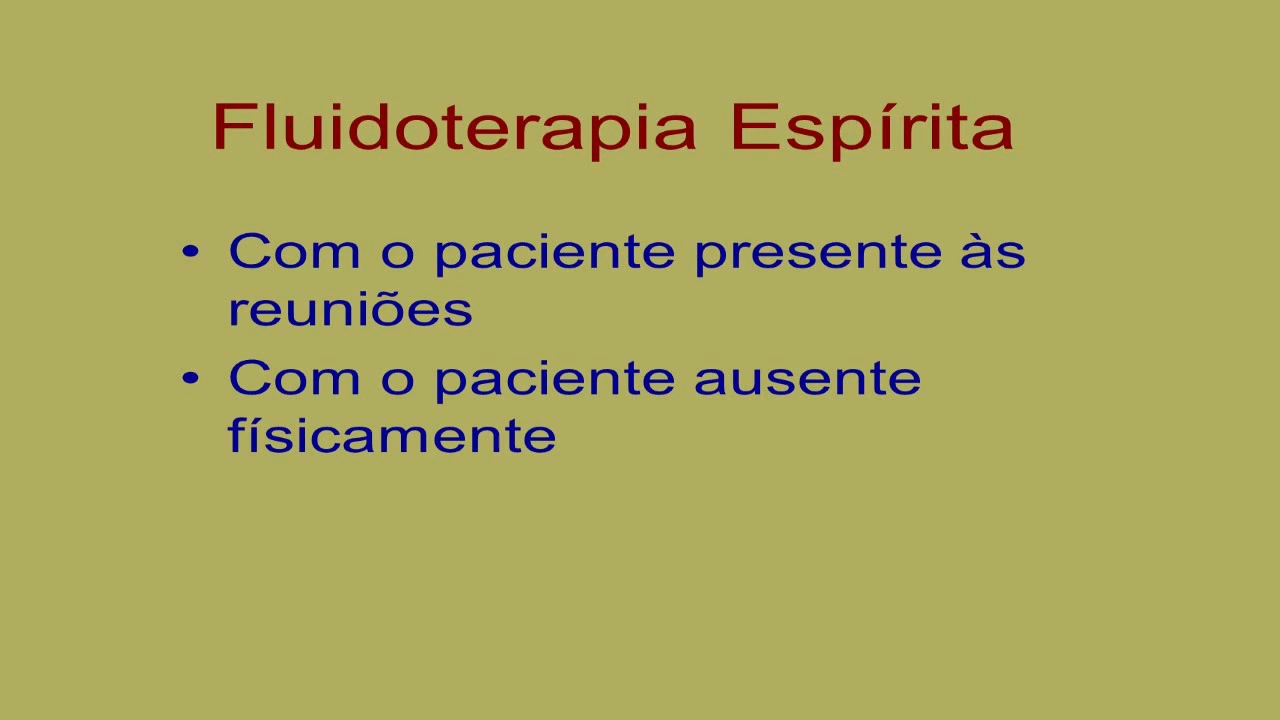 Fluidoterapia Espírita
• Com o paciente presente às
reuniões
• Com o paciente ausente
físicamente